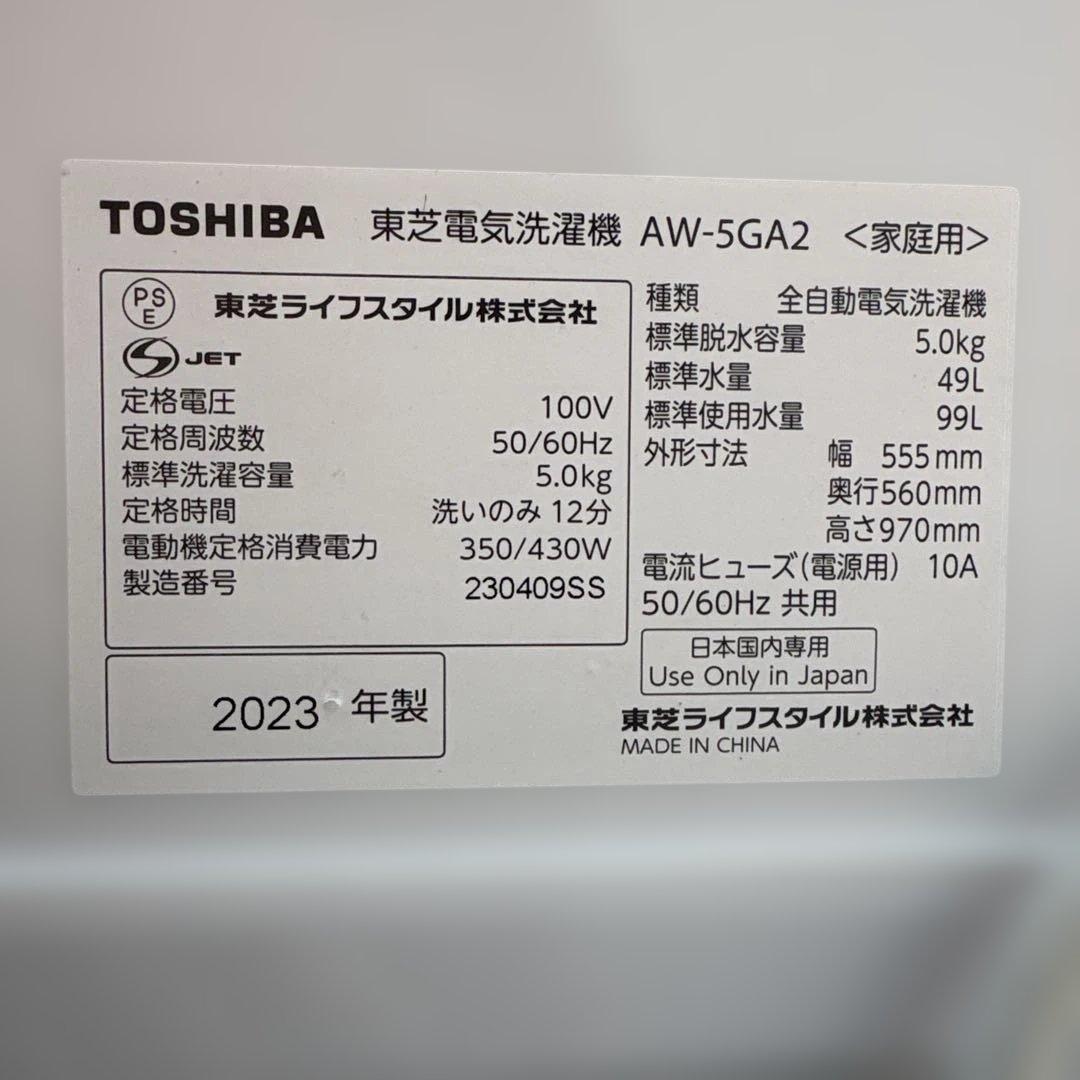 TOSHIBA 東芝電気洗濯機 AW-5GA2 <家庭用>
PSE 東芝ライフスタイル株式会社
S JET
定格電圧 100V
定格周波数 50/60Hz
標準洗濯容量 5.0kg
定格時間 洗いのみ 12分
電動機定格消費電力 350/430W
製造番号 230409SS
2023 年製
種類 全自動電気洗濯機
標準脱水容量 5.0kg
標準水量 49L
標準使用水量 99L
外形寸法 幅 555mm
奥行560mm
高さ970mm
電流ヒューズ(電源用) 10A
50/60Hz 共用
日本国内専用
Use Only in Japan
東芝ライフスタイル株式会社
MADE IN CHINA